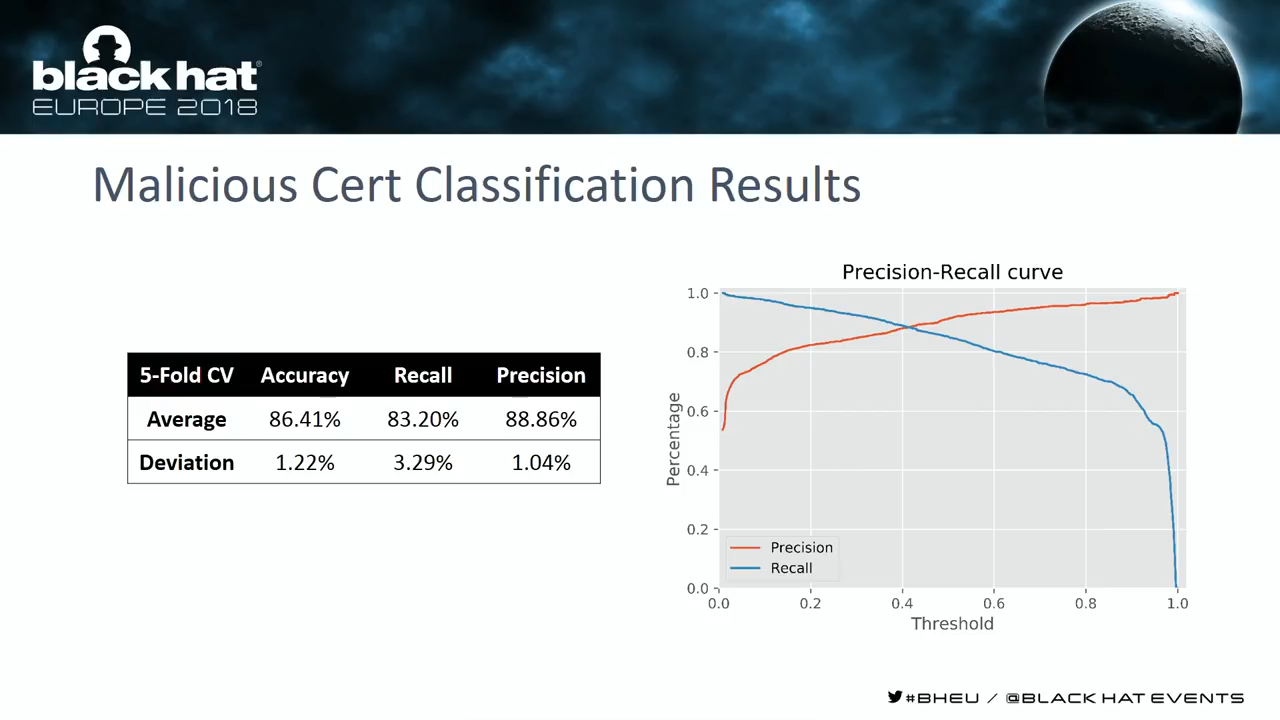 black hat®
EUROPE 2018
Malicious Cert Classification Results
5-Fold CV Accuracy Recall Precision
Average 86.41% 83.20% 88.86%
Deviation 1.22% 3.29% 1.04%
Precision-Recall curve
Percentage
1.0
0.8
0.6
0.4
0.2
0.0
Precision
Recall
0.0 0.2 0.4 0.6 0.8 1.0
Threshold
#BHEU / @BLACK HAT EVENTS